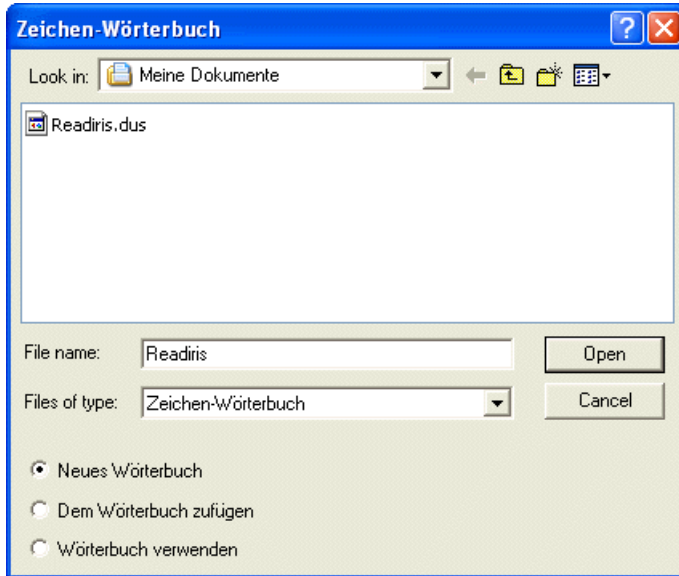 Zeichen-Wörterbuch
Look in: Meine Dokumente
Readiris.dus
File name: Readiris Open
Files of type: Zeichen-Wörterbuch Cancel
Neues Wörterbuch
Dem Wörterbuch zufügen
Wörterbuch verwenden